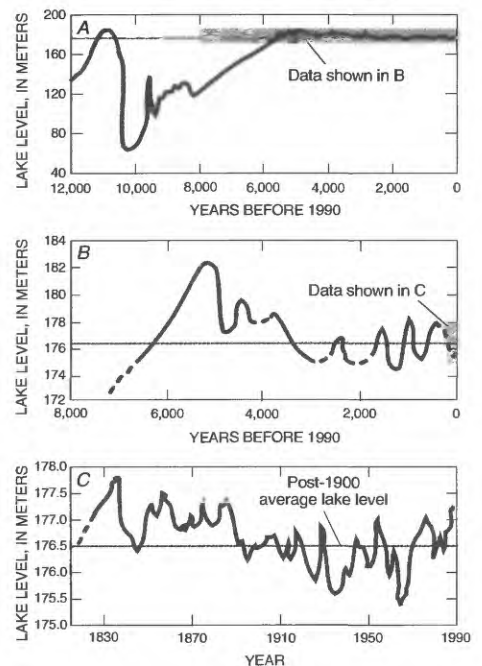 LAKE LEVEL, IN METERS
A
200
180
160
120
80
40
Data shown in B
12,000 10,000 8,000 6,000 4,000 2,000 0
YEARS BEFORE 1990
LAKE LEVEL, IN METERS
B
184
182
180
178
176
174
172
Data shown in C
8,000 6,000 4,000 2,000 0
YEARS BEFORE 1990
LAKE LEVEL, IN METERS
C
178.0
177.5
177.0
176.5
176.0
175.5
175.0
Post-1900
average lake level
1830 1870 1910 1950 1990
YEAR